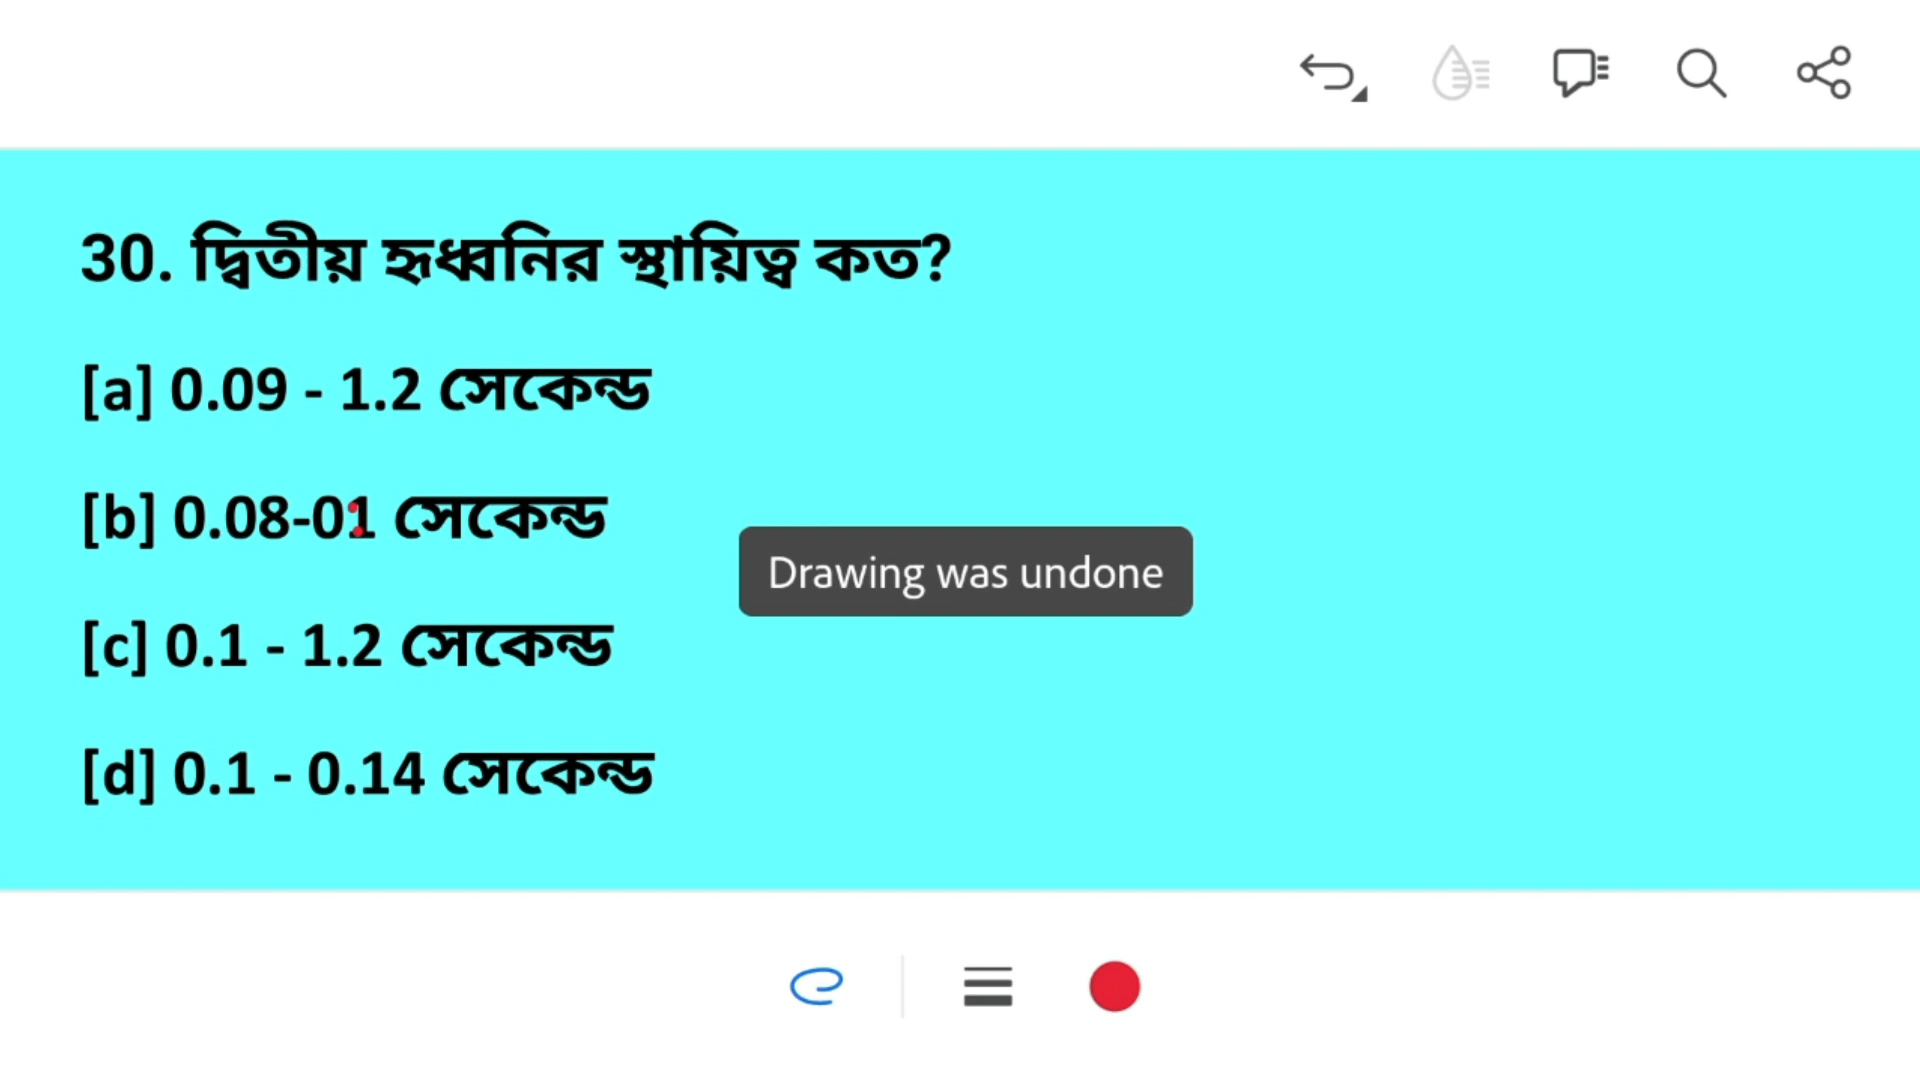 30. দ্বিতীয় হৃধ্বনির স্থায়িত্ব কত?
[a] 0.09 - 1.2 সেকেন্ড
[b] 0.08-01 সেকেন্ড
Drawing was undone
[c] 0.1 - 1.2 সেকেন্ড
[d] 0.1 - 0.14 সেকেন্ড